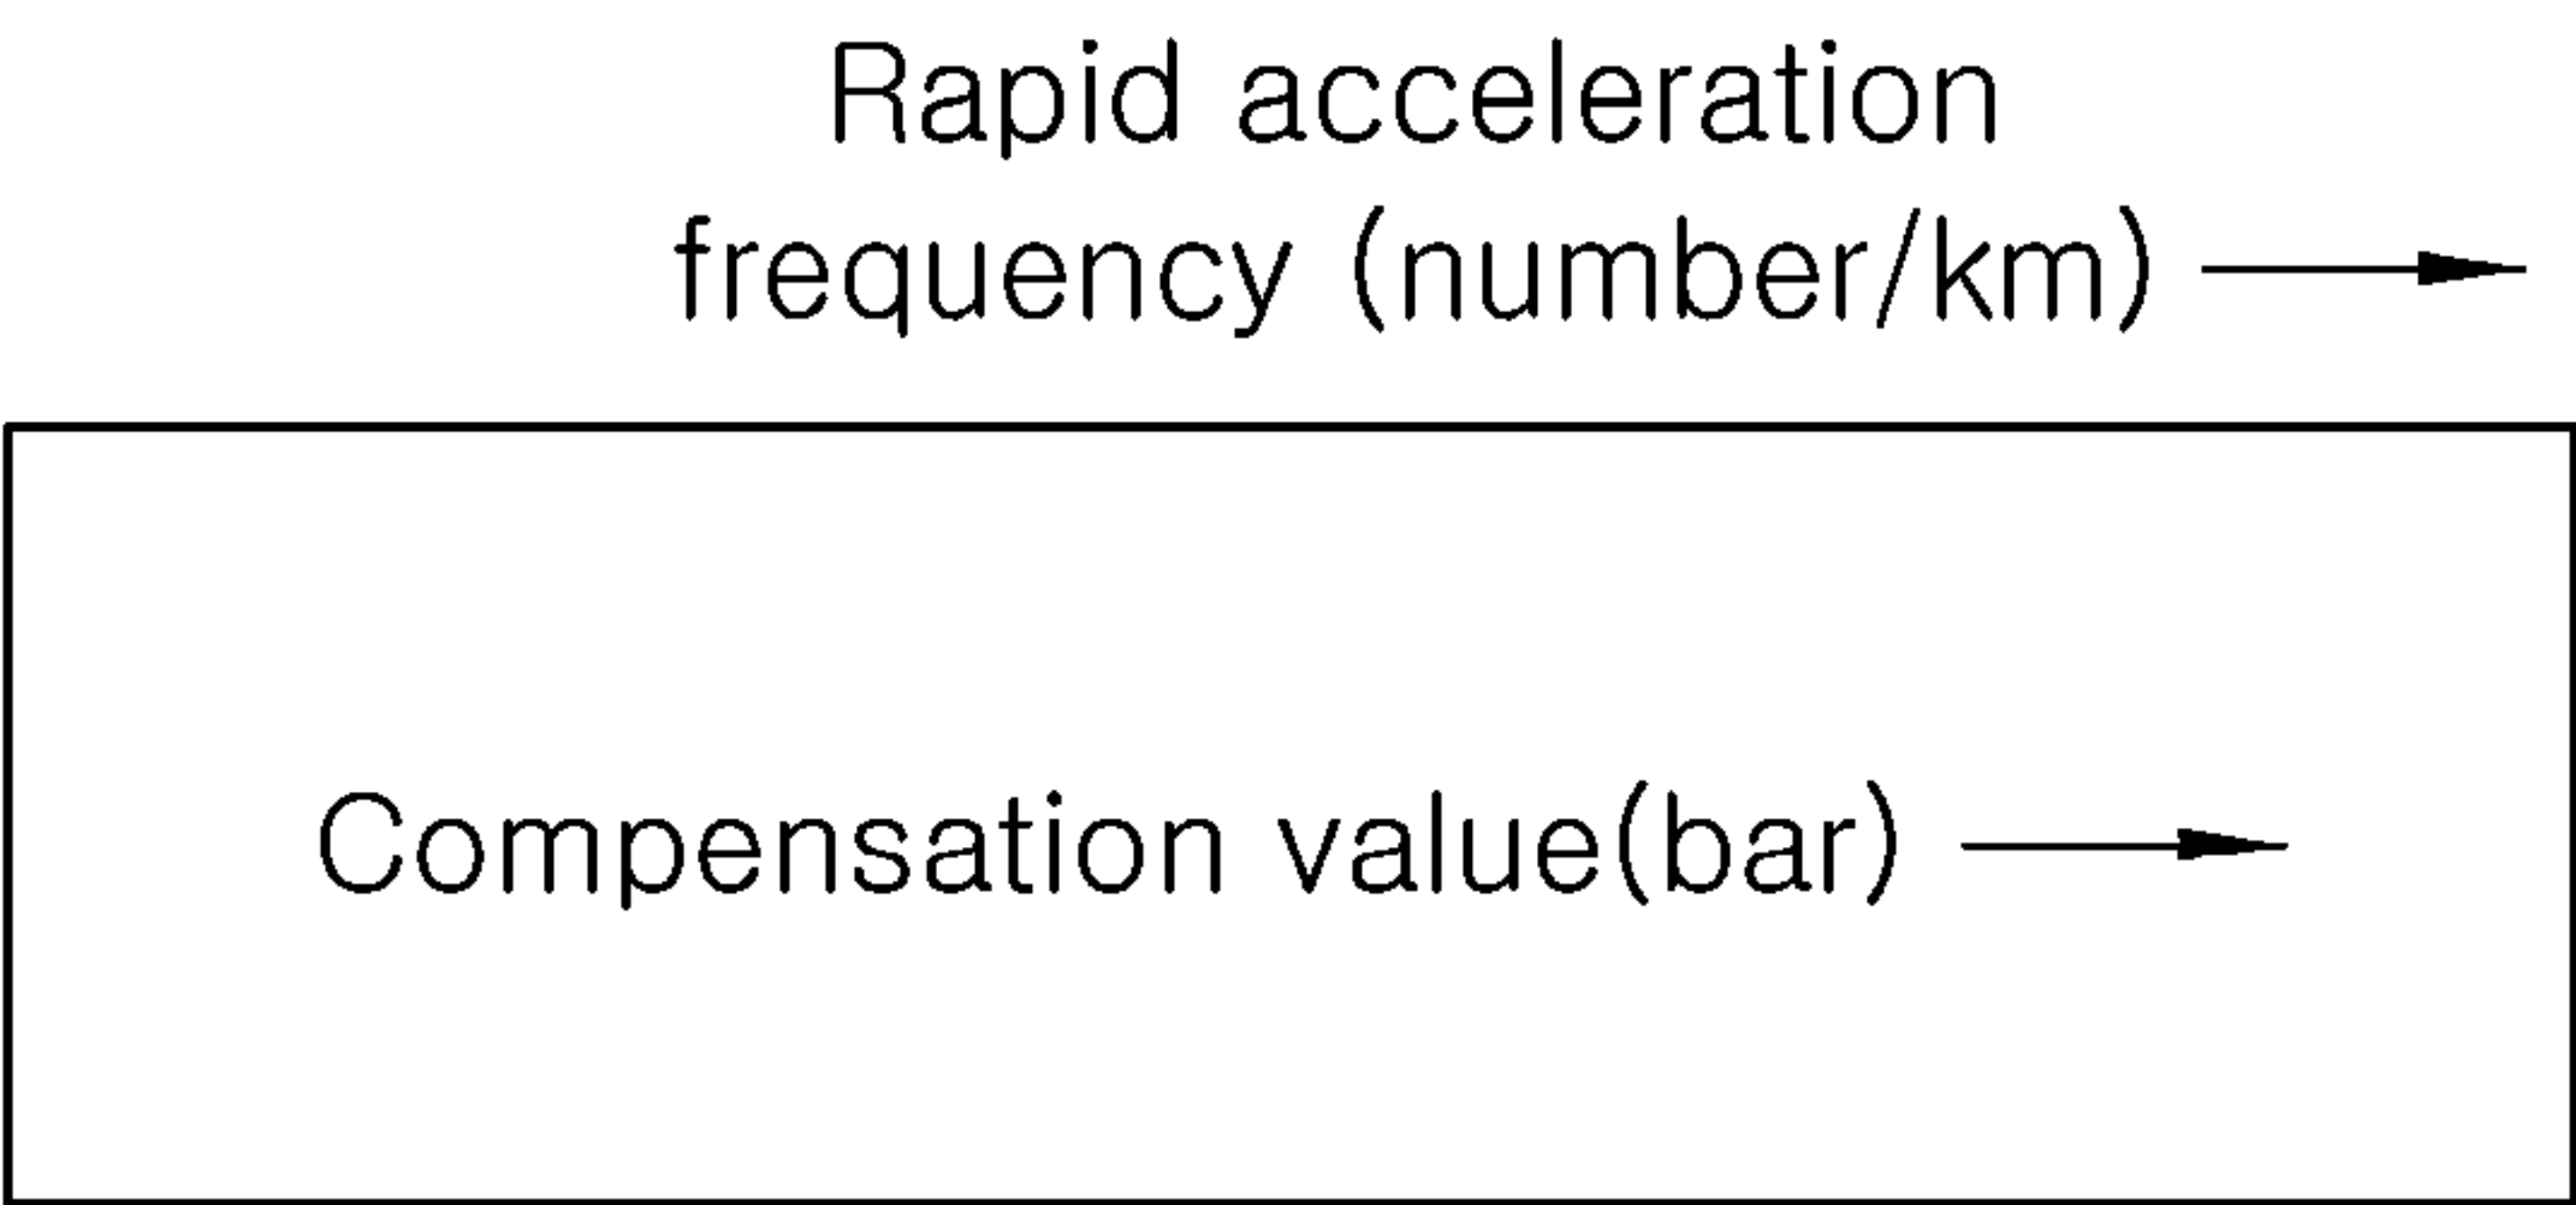 Rapid acceleration
frequency (number/km)
Compensation value(bar)